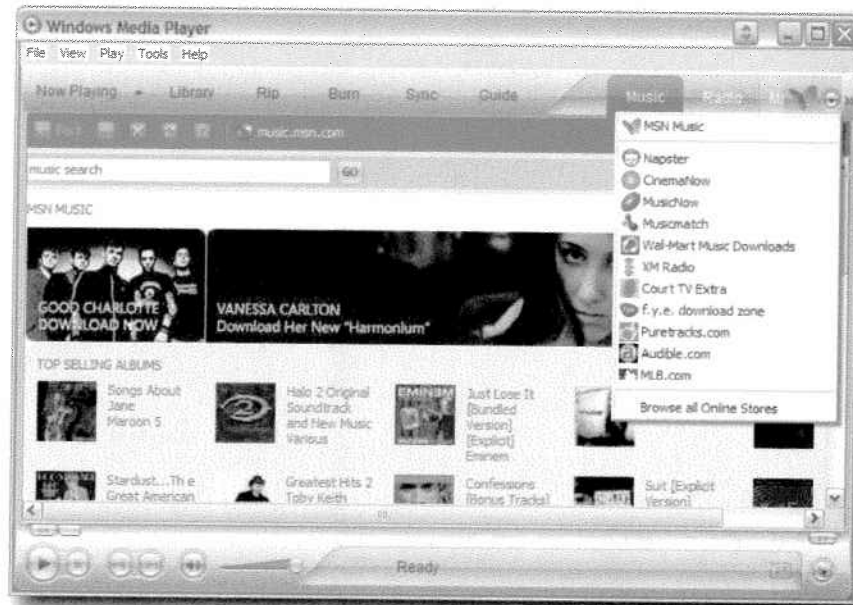 Windows Media Player
File View Play Tools Help
Now Playing Library Rip Burn Sync Guide Music Radio
music.msn.com
music search GO
MSN MUSIC
GOOD CHARLOTTE
DOWNLOAD NOW
VANESSA CARLTON
Download Her New "Harmonium"
TOP SELLING ALBUMS
Songs About
Jane
Maroon 5
Halo 2 Original
Soundtrack
and New Music
Various
EMINEM
Just Lose It
[Bundled
Version]
[Explicit]
Eminem
Stardust...The
Great American
Greatest Hits 2
Toby Keith
Confessions
[Bonus Tracks]
Suit [Explicit
Version]
MSN Music
Napster
CinemaNow
MusicNow
Musicmatch
Wal-Mart Music Downloads
XM Radio
Court TV Extra
f.y.e. download zone
Puretracks.com
Audible.com
MLB.com
Browse all Online Stores
Ready